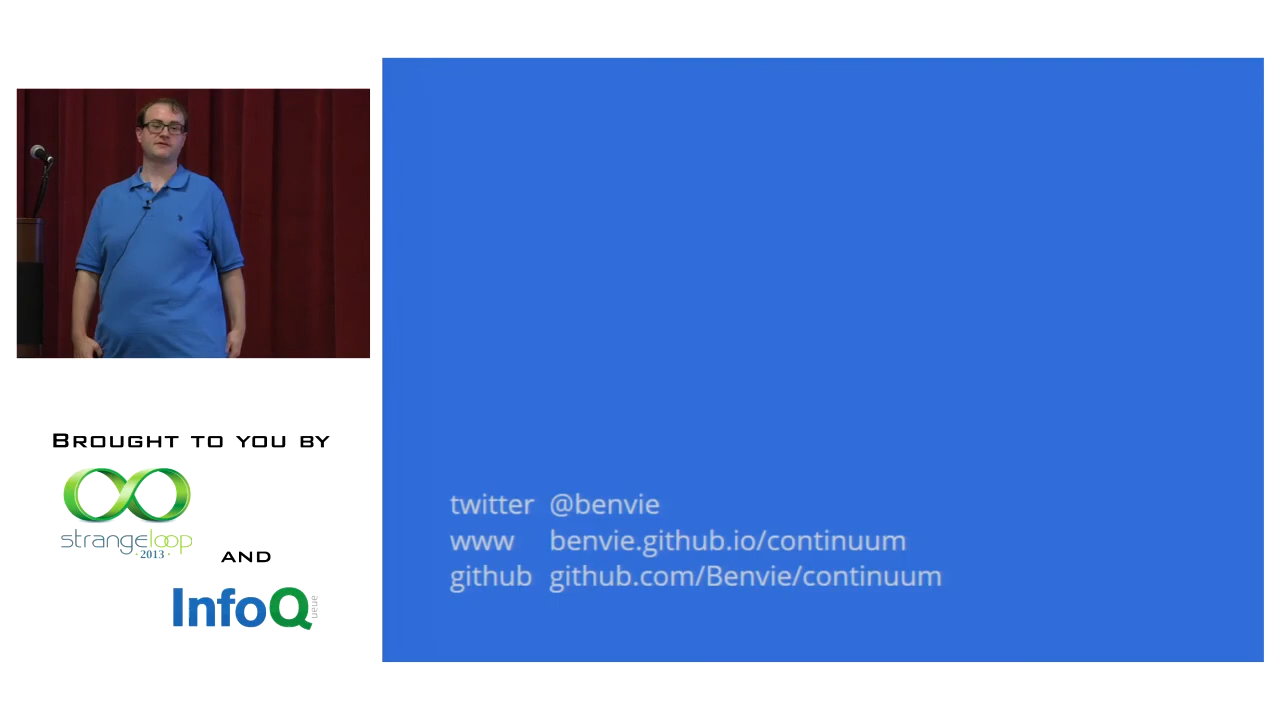 BROUGHT TO YOU BY
strangeloop
· 2013 ·
AND
InfoQ
ueue
twitter @benvie
www benvie.github.io/continuum
github github.com/Benvie/continuum